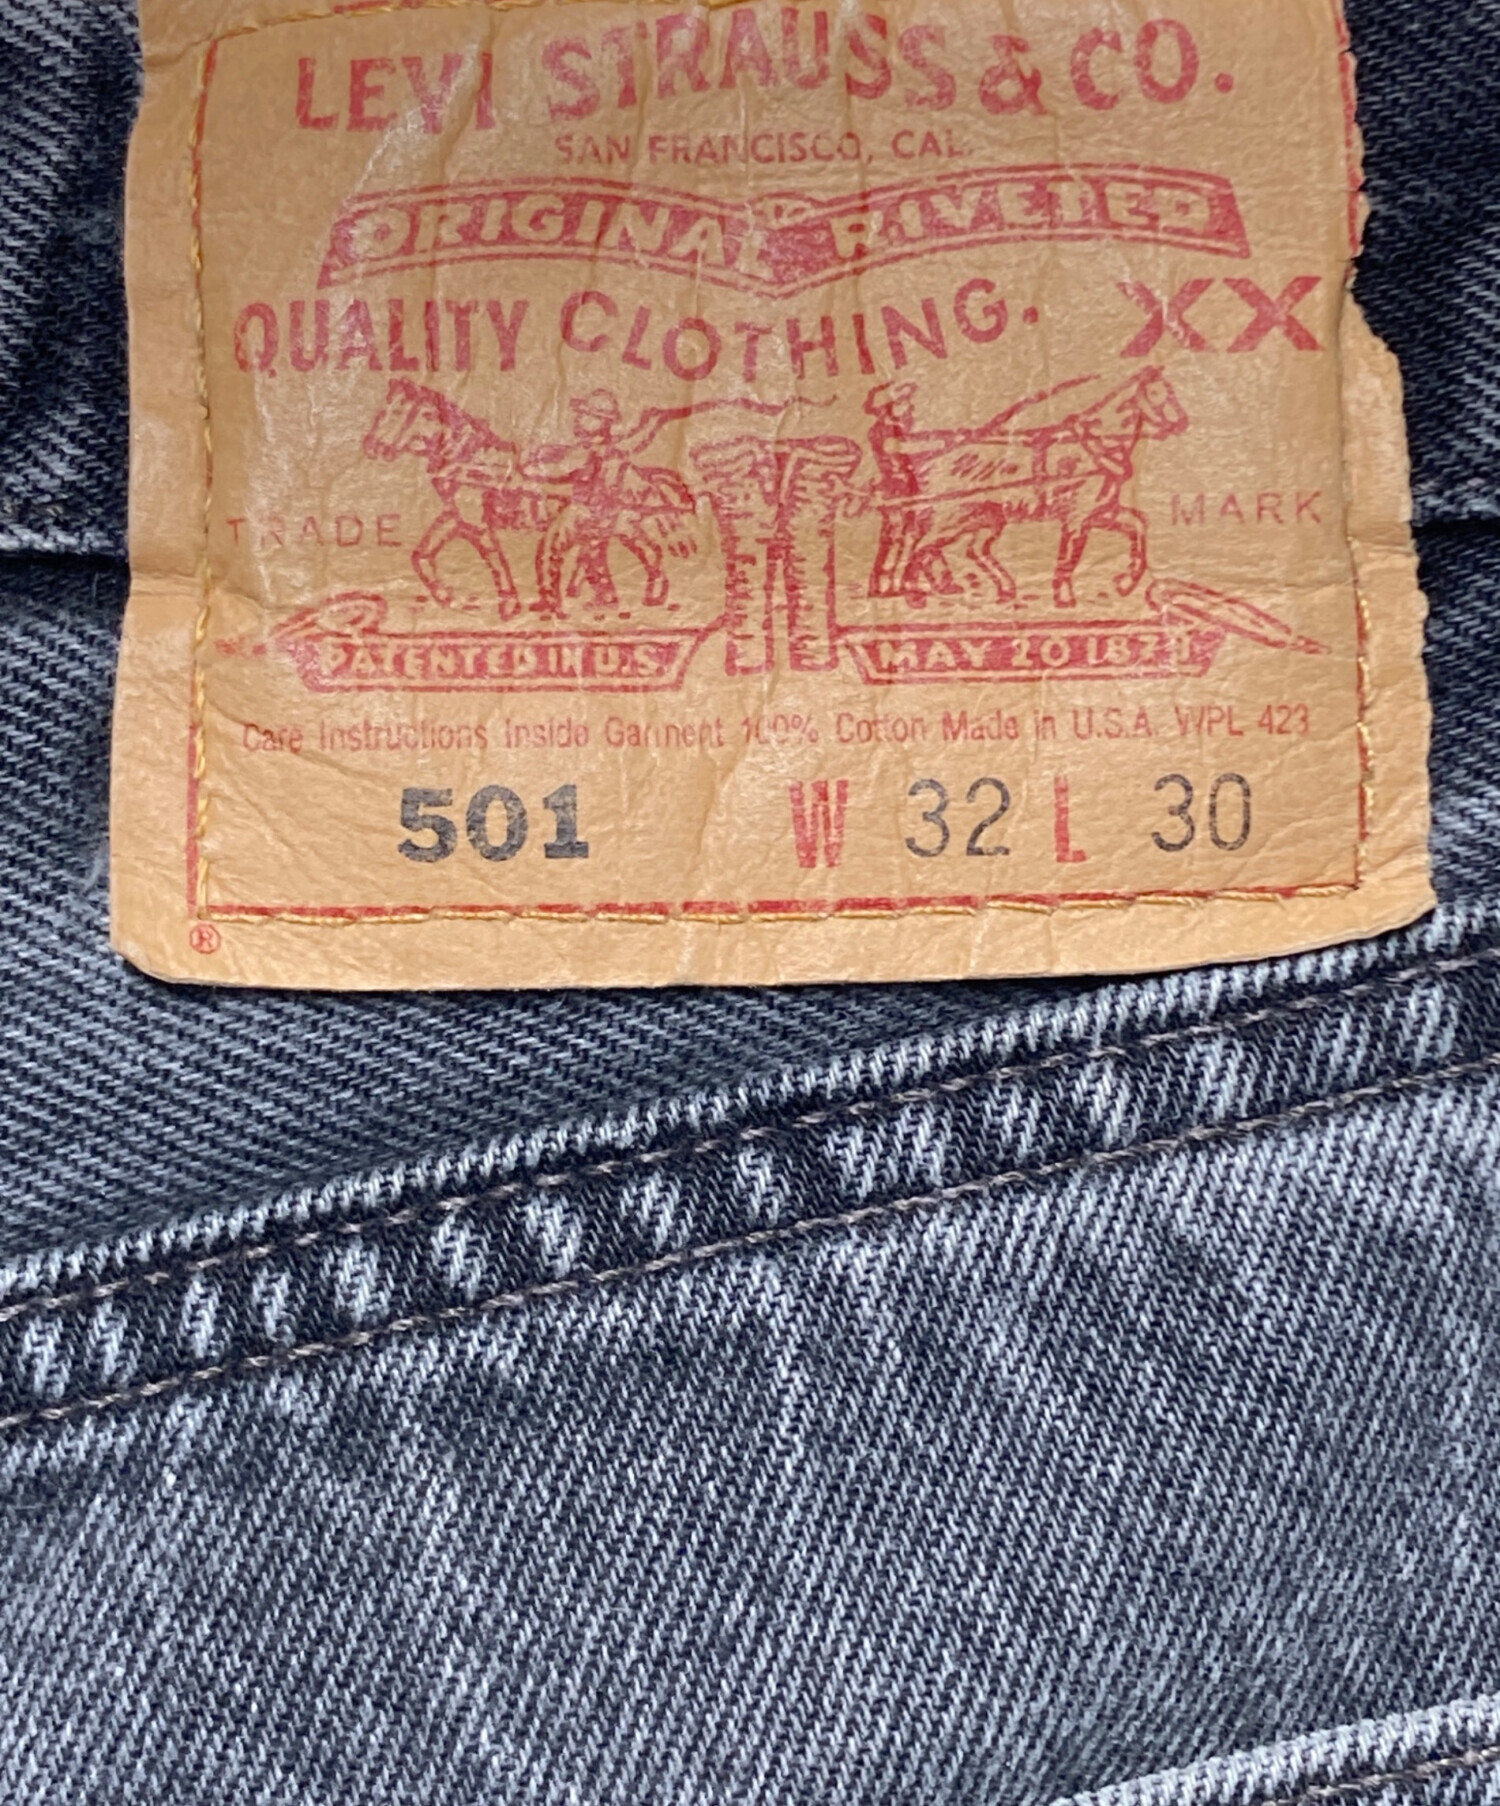 LEVI STRAUSS & CO.
SAN FRANCISCO, CAL.
ORIGINAL RIVETED
QUALITY CLOTHING. XX
TRADE MARK
PATENTED IN U.S. MAY 20 1873
Care Instructions Inside Garment 100% Cotton Made in U.S.A. WPL 423
501 W 32 L 30
®